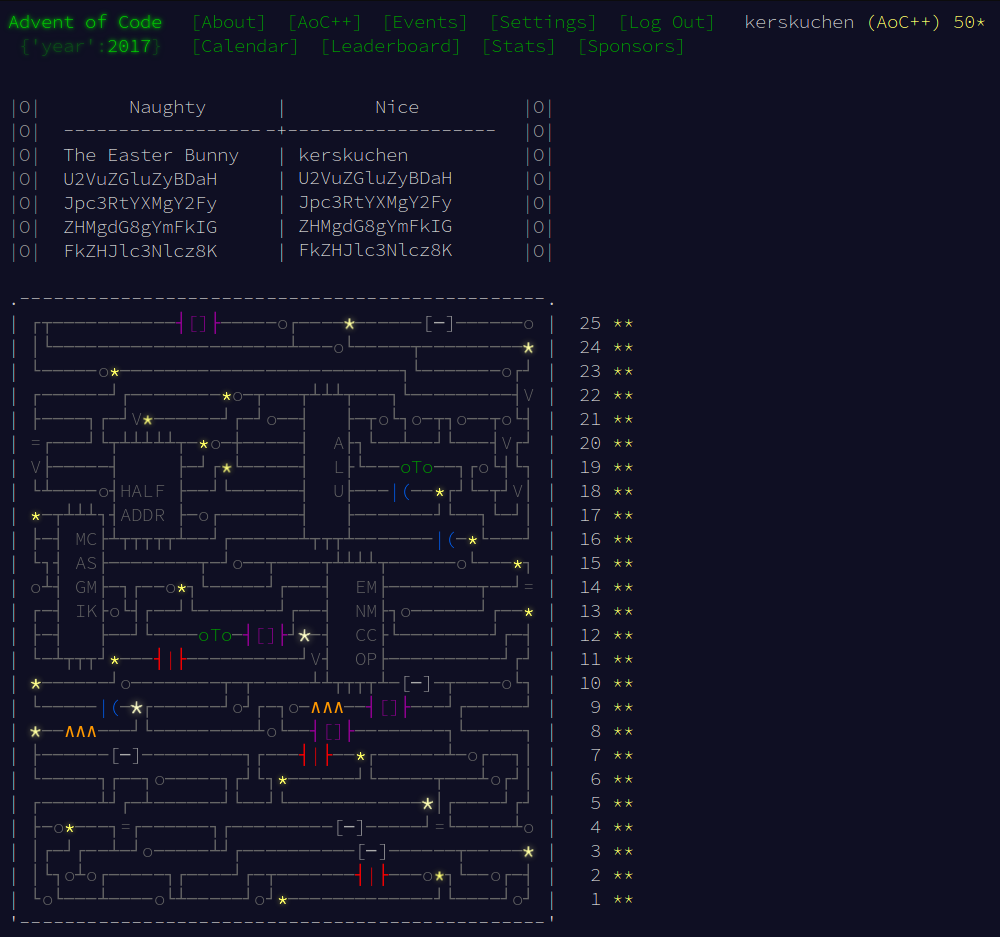 Advent of Code [About] [AoC++] [Events] [Settings] [Log Out] kerskuchen (AoC++) 50*
{'year':2017} [Calendar] [Leaderboard] [Stats] [Sponsors]
|O| Naughty | Nice |O|
|O| ------------------+------------------- |O|
|O| The Easter Bunny | kerskuchen |O|
|O| U2VuZGluZyBDaH | U2VuZGluZyBDaH |O|
|O| Jpc3RtYXMgY2Fy | Jpc3RtYXMgY2Fy |O|
|O| ZHMgdG8gYmFkIG | ZHMgdG8gYmFkIG |O|
|O| FkZHJlc3Nlcz8K | FkZHJlc3Nlcz8K |O|
25 **
24 **
23 **
22 **
V
V 21 **
= A V 20 **
V L oTo 19 **
HALF U |( V 18 **
ADDR 17 **
MC |( 16 **
AS 15 **
GM EM = 14 **
IK NM 13 **
oTo CC 12 **
V OP 11 **
[—] 10 **
|( ΛΛΛ 9 **
ΛΛΛ 8 **
[—] 7 **
6 **
5 **
= [—] = 4 **
[—] 3 **
2 **
1 **